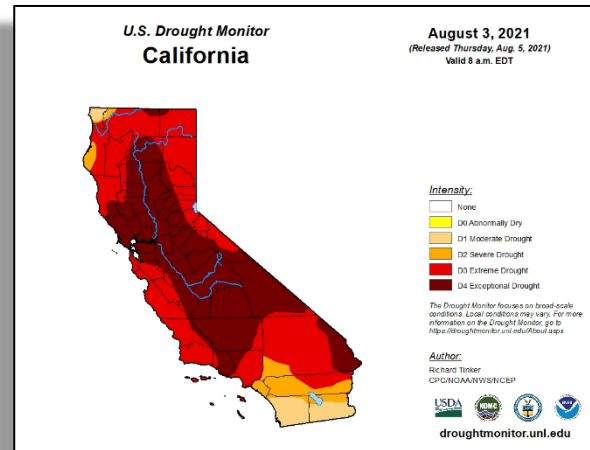 U.S. Drought Monitor
California
August 3, 2021
(Released Thursday, Aug. 5, 2021)
Valid 8 a.m. EDT
Intensity:
None
D0 Abnormally Dry
D1 Moderate Drought
D2 Severe Drought
D3 Extreme Drought
D4 Exceptional Drought
The Drought Monitor focuses on broad-scale
conditions. Local conditions may vary. For more
information on the Drought Monitor, go to
https://droughtmonitor.unl.edu/About.aspx
Author:
Richard Tinker
CPC/NOAA/NWS/NCEP
USDA
NDMC
droughtmonitor.unl.edu